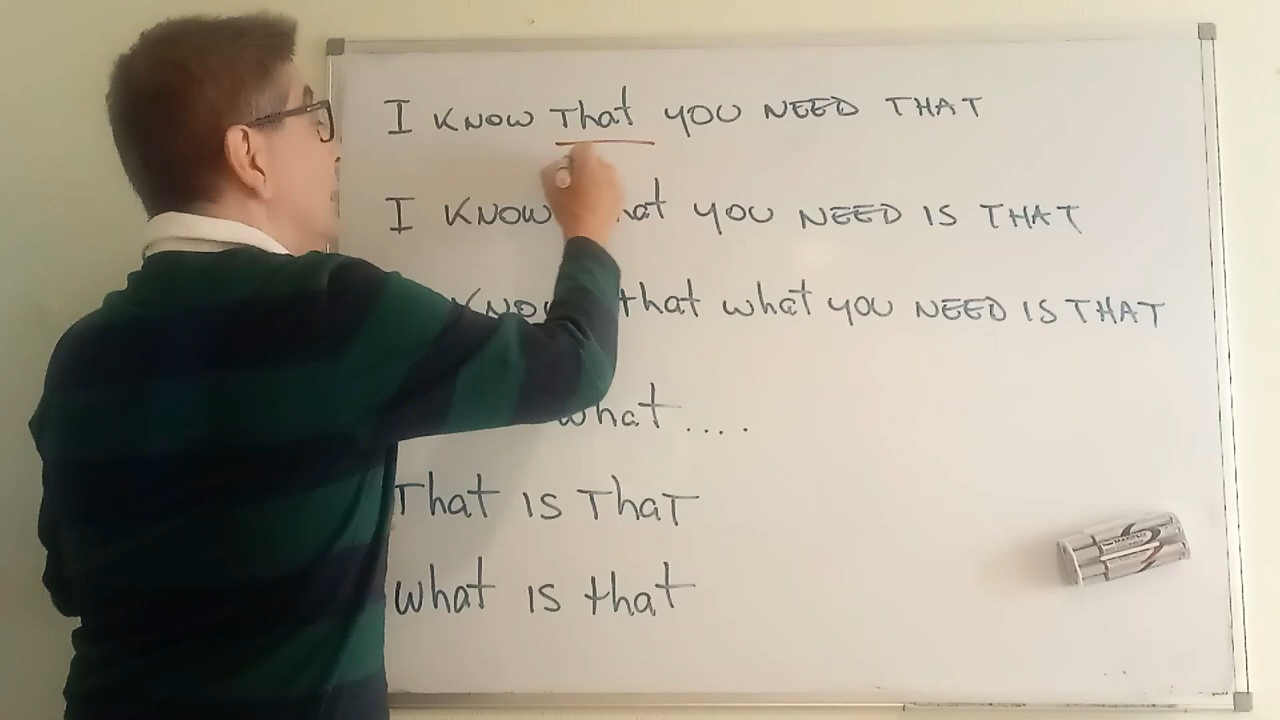 I KNOW That YOU NEED THAT
I KNOW YOU NEED IS THAT
that what YOU NEED IS THAT
what....
That IS That
what IS that